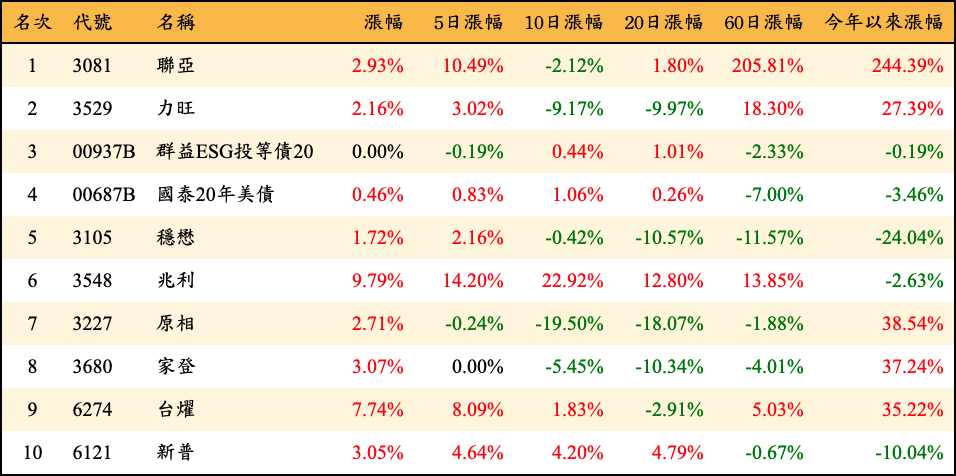 名次 代號 名稱 漲幅 5日漲幅 10日漲幅 20日漲幅 60日漲幅 今年以來漲幅
1 3081 聯亞 2.93% 10.49% -2.12% 1.80% 205.81% 244.39%
2 3529 力旺 2.16% 3.02% -9.17% -9.97% 18.30% 27.39%
3 00937B 群益ESG投等債20 0.00% -0.19% 0.44% 1.01% -2.33% -0.19%
4 00687B 國泰20年美債 0.46% 0.83% 1.06% 0.26% -7.00% -3.46%
5 3105 穩懋 1.72% 2.16% -0.42% -10.57% -11.57% -24.04%
6 3548 兆利 9.79% 14.20% 22.92% 12.80% 13.85% -2.63%
7 3227 原相 2.71% -0.24% -19.50% -18.07% -1.88% 38.54%
8 3680 家登 3.07% 0.00% -5.45% -10.34% -4.01% 37.24%
9 6274 台燿 7.74% 8.09% 1.83% -2.91% 5.03% 35.22%
10 6121 新普 3.05% 4.64% 4.20% 4.79% -0.67% -10.04%